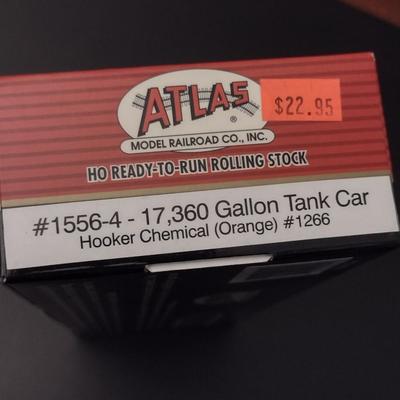 ATLAS
®
$22.95
MODEL RAILROAD CO., INC.
HO READY-TO-RUN ROLLING STOCK
#1556-4 - 17,360 Gallon Tank Car
Hooker Chemical (Orange) #1266